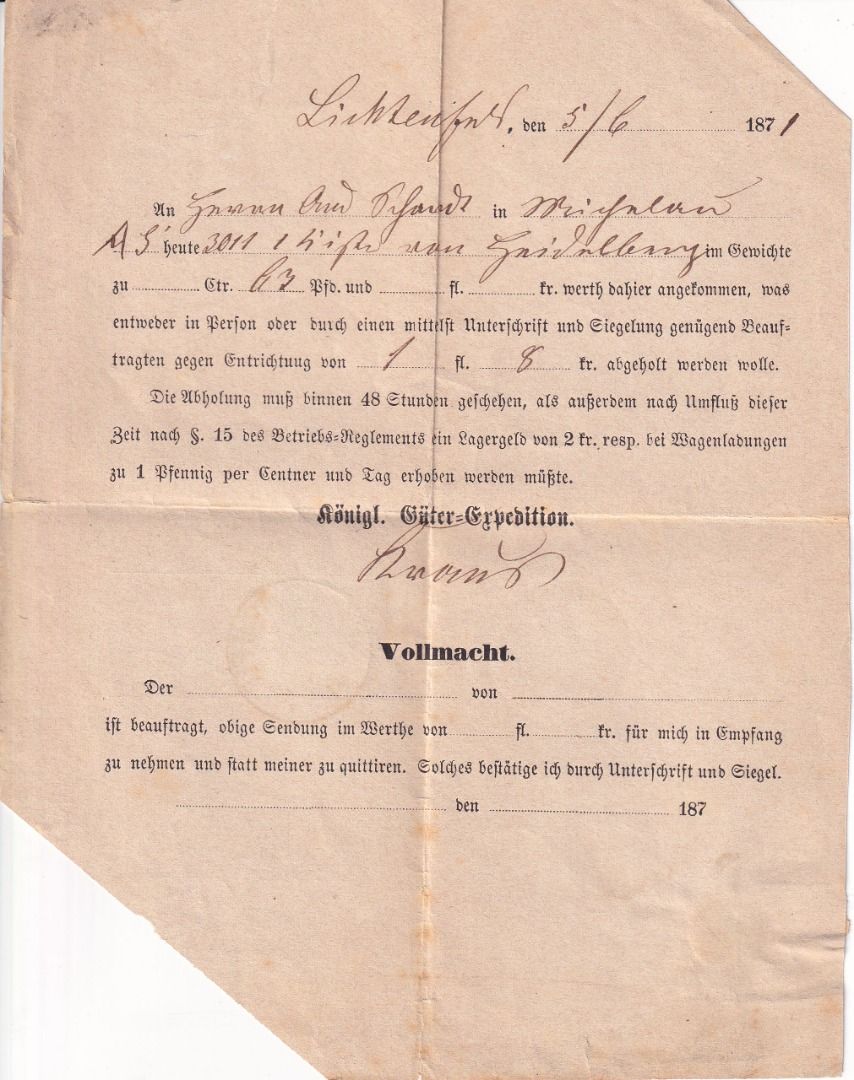 Lichtenfels, den 5/6 1871
An Herrn And Schardt in Michelau
A S heute 3011 1 Kiste von Heidelberg im Gewichte
zu ........ Ctr. 63 Pfd. und ........ fl. ........ kr. werth dahier angekommen, was
entweder in Person oder durch einen mittelst Unterschrift und Siegelung genügend Beauf-
tragten gegen Entrichtuug von 1 fl. 8 kr. abgeholt werden wolle.
Die Abholung muß binnen 48 Stunden geschehen, als außerdem nach Umfluß dieser
Zeit nach §. 15 des Betriebs-Reglements ein Lagergeld von 2 kr. resp. bei Wagenladungen
zu 1 Pfennig per Centner und Tag erhoben werden müßte.
Königl. Güter-Expedition.
Kraus
Vollmacht.
Der ........ von ........
ist beauftragt, obige Sendung im Werthe von ........ fl. ........ kr. für mich in Empfang
zu nehmen und statt meiner zu quittiren. Solches bestätige ich durch Unterschrift und Siegel.
........ den ........ 187